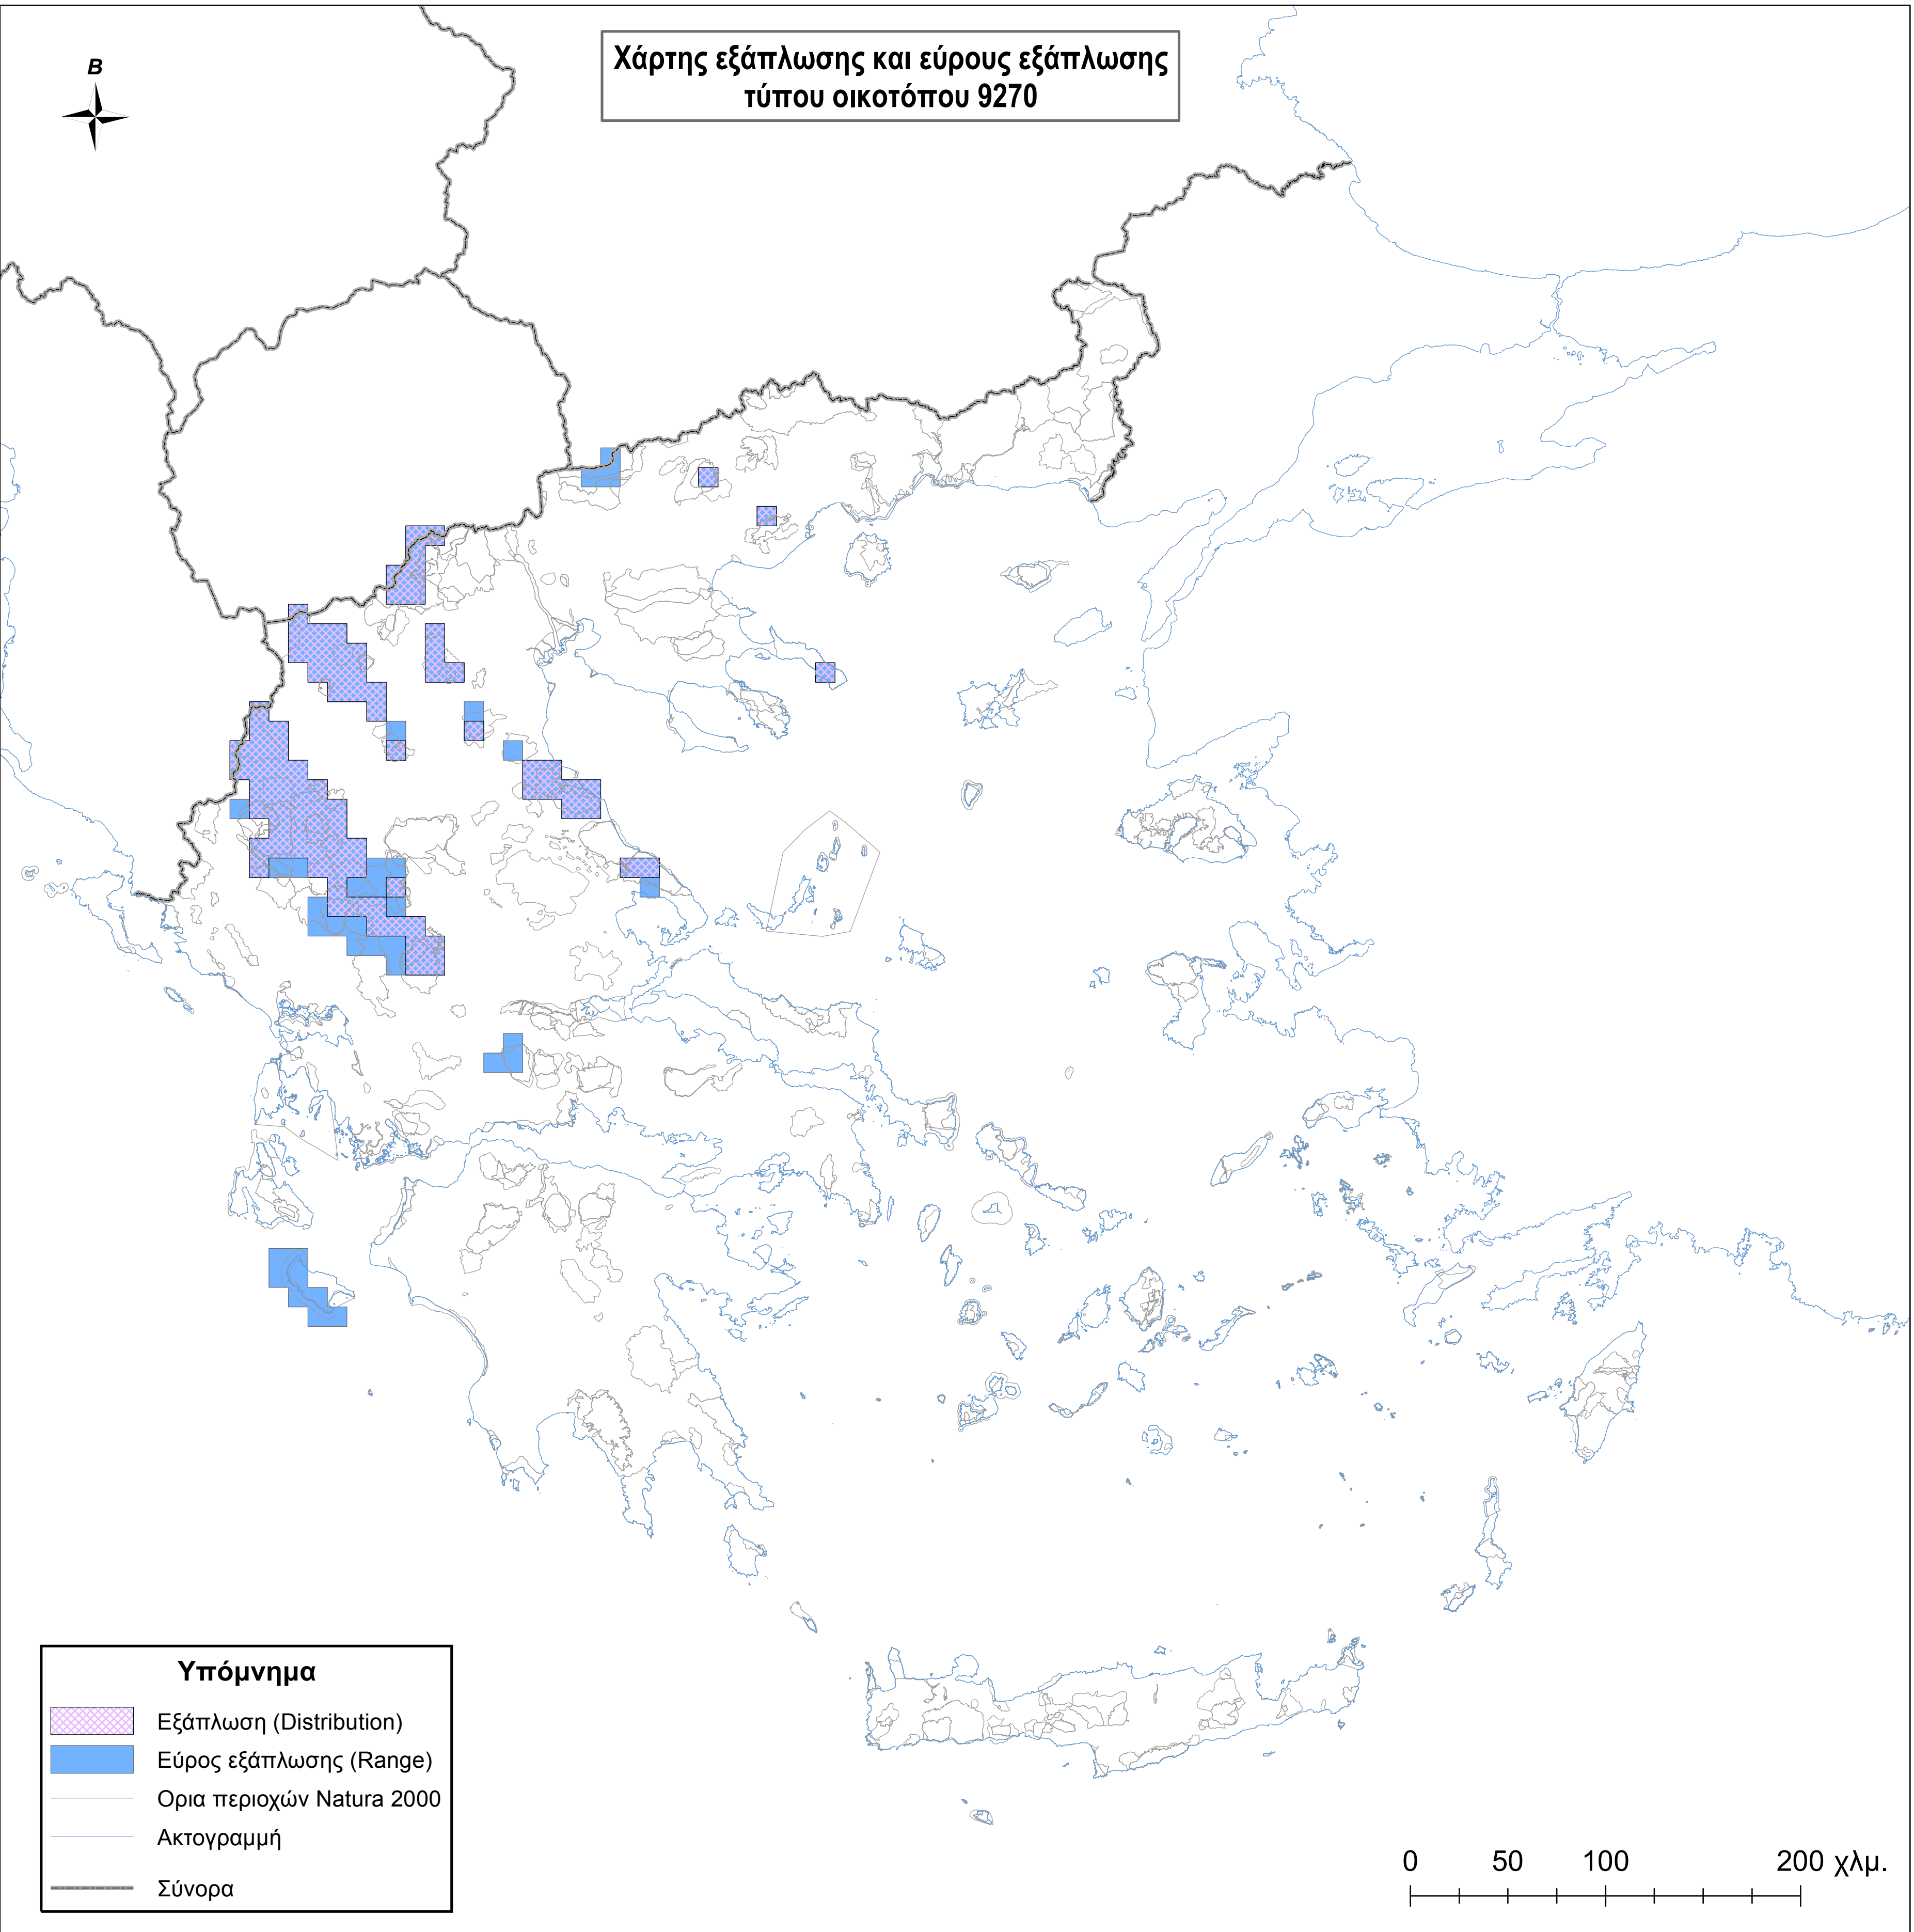 Χάρτης εξάπλωσης και εύρους εξάπλωσης
τύπου οικοτόπου 9270
B
Υπόμνημα
Εξάπλωση (Distribution)
Εύρος εξάπλωσης (Range)
Ορια περιοχών Natura 2000
Ακτογραμμή
Σύνορα
0 50 100 200 χλμ.